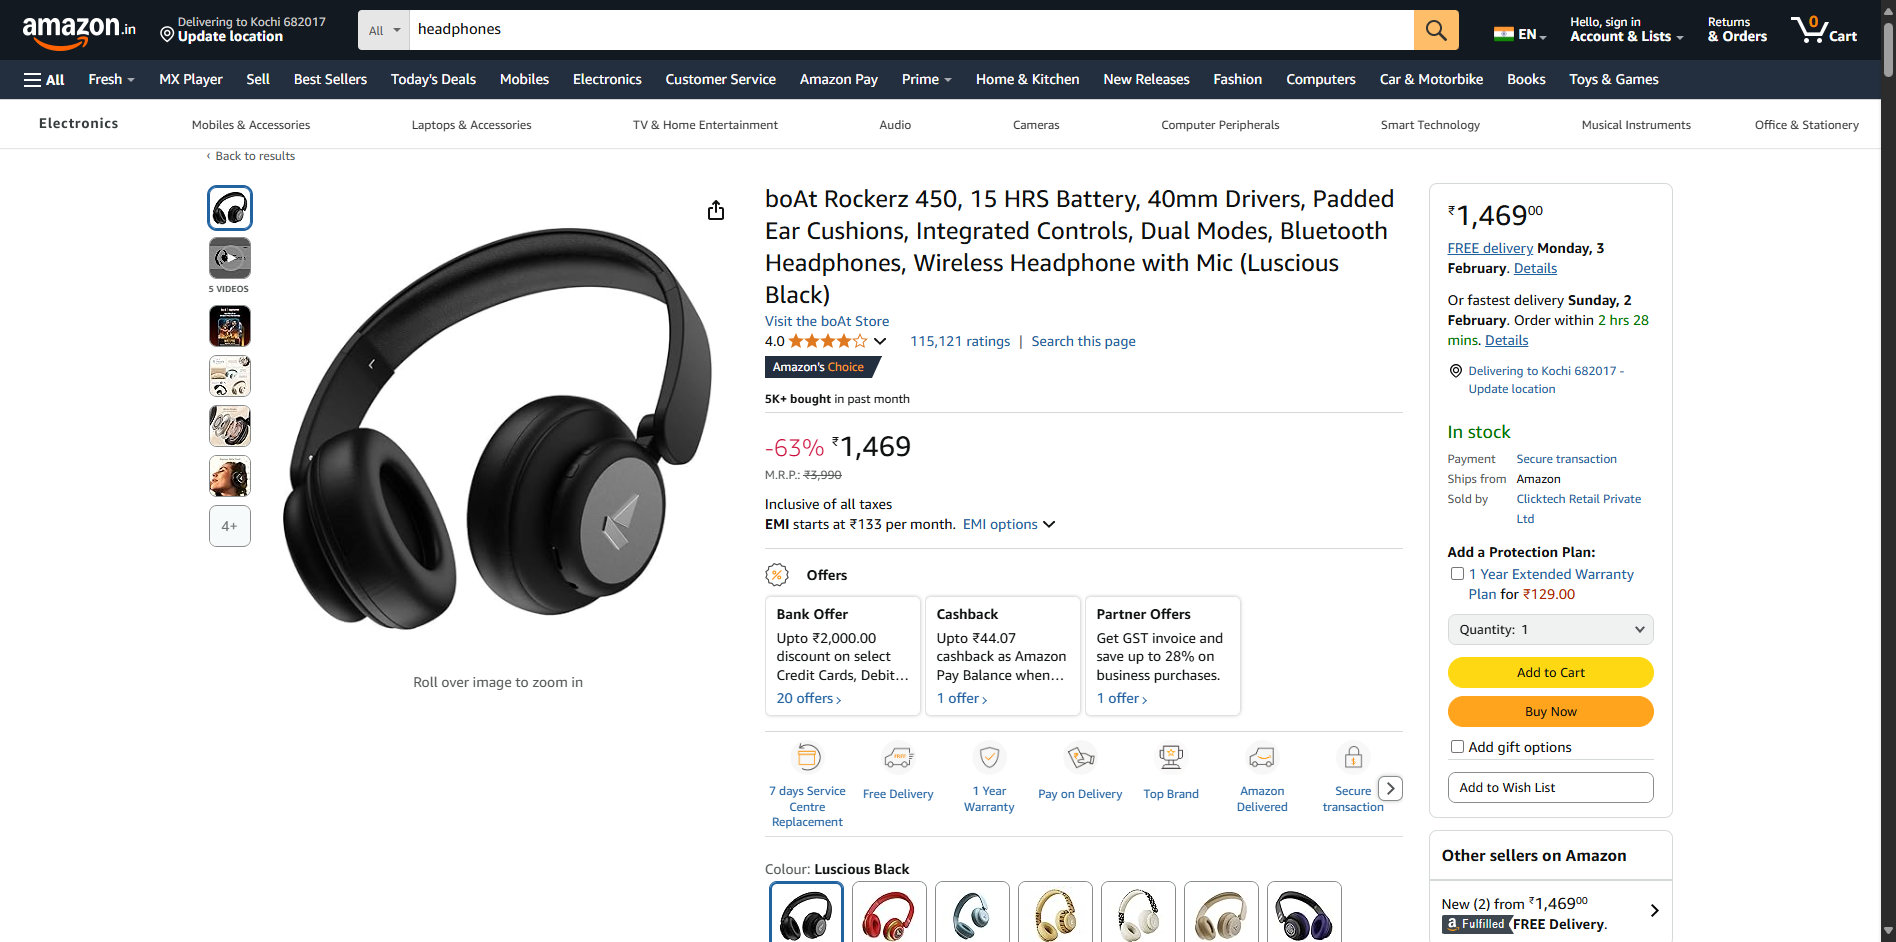 amazon.in
Delivering to Kochi 682017
Update location
All
headphones
EN
Hello, sign in
Account & Lists
Returns
& Orders
0
Cart
All
Fresh
MX Player
Sell
Best Sellers
Today's Deals
Mobiles
Electronics
Customer Service
Amazon Pay
Prime
Home & Kitchen
New Releases
Fashion
Computers
Car & Motorbike
Books
Toys & Games
Electronics
Mobiles & Accessories
Laptops & Accessories
TV & Home Entertainment
Audio
Cameras
Computer Peripherals
Smart Technology
Musical Instruments
Office & Stationery
‹ Back to results
5 VIDEOS
4+
Roll over image to zoom in
boAt Rockerz 450, 15 HRS Battery, 40mm Drivers, Padded
Ear Cushions, Integrated Controls, Dual Modes, Bluetooth
Headphones, Wireless Headphone with Mic (Luscious
Black)
Visit the boAt Store
4.0
115,121 ratings | Search this page
Amazon's Choice
5K+ bought in past month
-63% ₹1,469
M.R.P.: ₹3,990
Inclusive of all taxes
EMI starts at ₹133 per month. EMI options
Offers
Bank Offer
Upto ₹2,000.00
discount on select
Credit Cards, Debit…
20 offers ›
Cashback
Upto ₹44.07
cashback as Amazon
Pay Balance when…
1 offer ›
Partner Offers
Get GST invoice and
save up to 28% on
business purchases.
1 offer ›
7 days Service
Centre
Replacement
Free Delivery
1 Year
Warranty
Pay on Delivery
Top Brand
Amazon
Delivered
Secure
transaction
Colour: Luscious Black
₹1,46900
FREE delivery Monday, 3
February. Details
Or fastest delivery Sunday, 2
February. Order within 2 hrs 28
mins. Details
Delivering to Kochi 682017 -
Update location
In stock
Payment Secure transaction
Ships from Amazon
Sold by Clicktech Retail Private
Ltd
Add a Protection Plan:
1 Year Extended Warranty
Plan for ₹129.00
Quantity: 1
Add to Cart
Buy Now
Add gift options
Add to Wish List
Other sellers on Amazon
New (2) from ₹1,46900
a Fulfilled FREE Delivery.